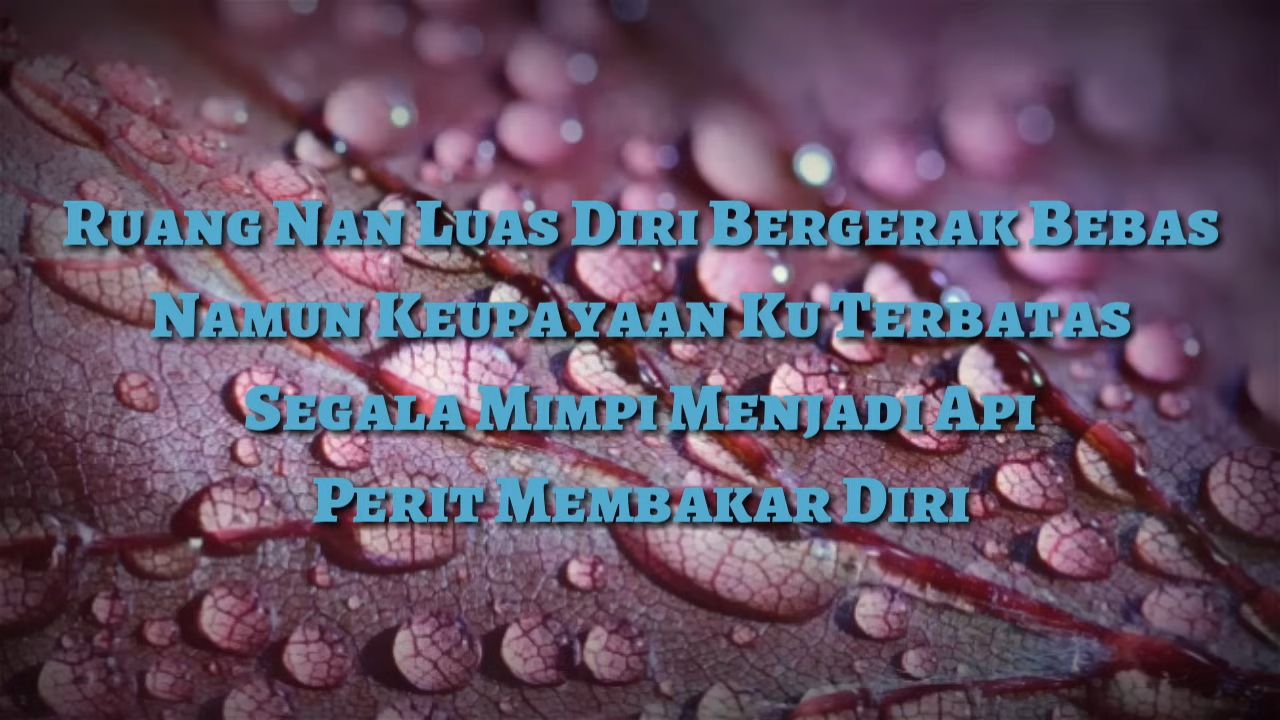 Ruang Nan Luas Diri Bergerak Bebas
Namun Keupayaan Ku Terbatas
Segala Mimpi Menjadi Api
Perit Membakar Diri